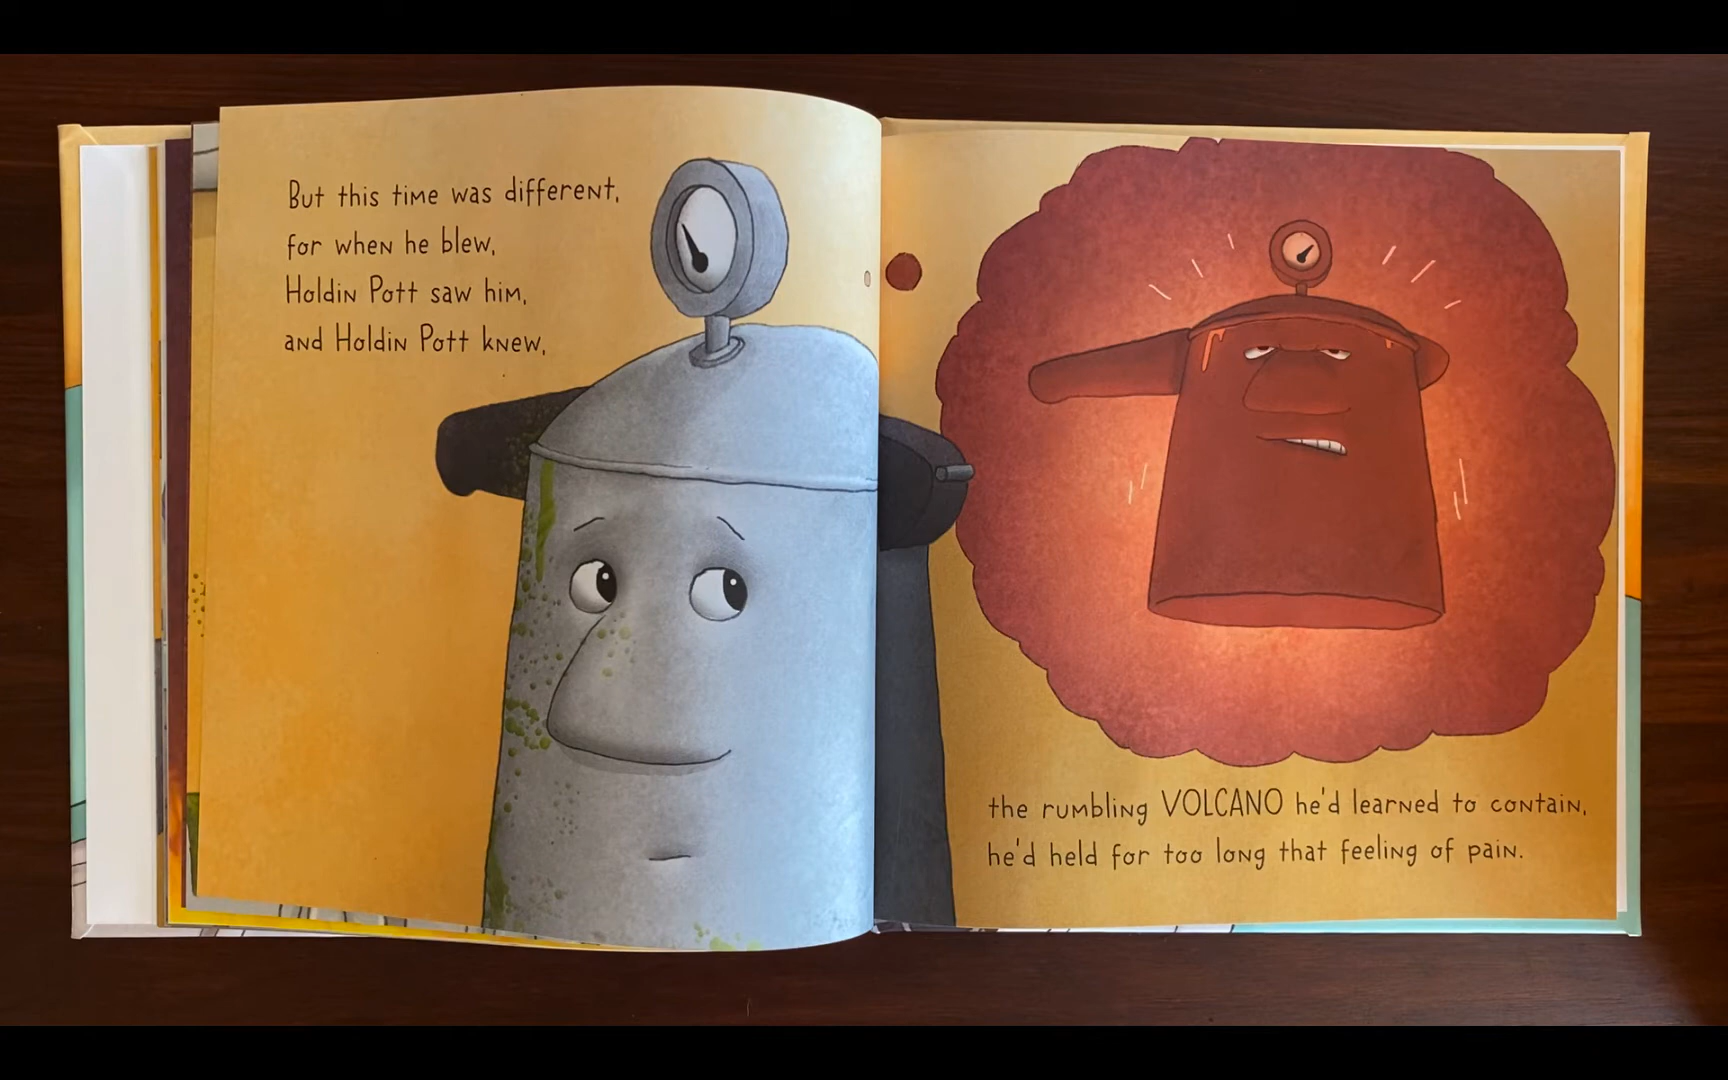 But this time was different,
for when he blew,
Holdin Pott saw him,
and Holdin Pott knew,
the rumbling VOLCANO he'd learned to contain,
he'd held for too long that feeling of pain.